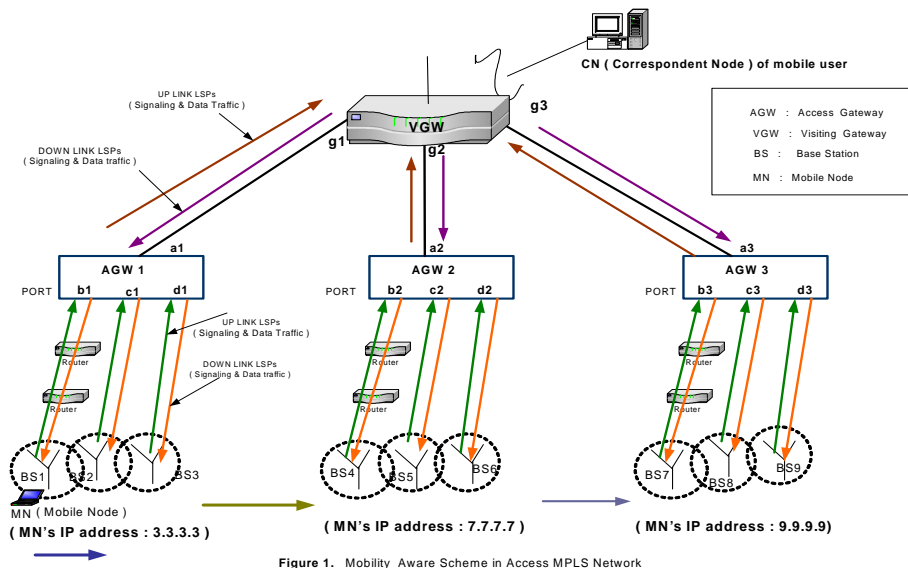 CN ( Correspondent Node ) of mobile user
UP LINK LSPs
( Signaling & Data Traffic )
g3
AGW : Access Gateway
VGW : Visiting Gateway
BS : Base Station
MN : Mobile Node
VGW
g1
g2
DOWN LINK LSPs
( Signaling & Data traffic )
a1
a2
a3
AGW 1
AGW 2
AGW 3
PORT
b1
c1
d1
PORT
b2
c2
d2
PORT
b3
c3
d3
UP LINK LSPs
( Signaling & Data Traffic )
Router
Router
Router
DOWN LINK LSPs
( Signaling & Data traffic )
Router
Router
Router
BS1
BS2
BS3
BS4
BS5
BS6
BS7
BS8
BS9
MN (Mobile Node)
( MN's IP address : 3.3.3.3)
( MN's IP address : 7.7.7.7)
( MN's IP address : 9.9.9.9)
Figure 1. Mobility Aware Scheme in Access MPLS Network